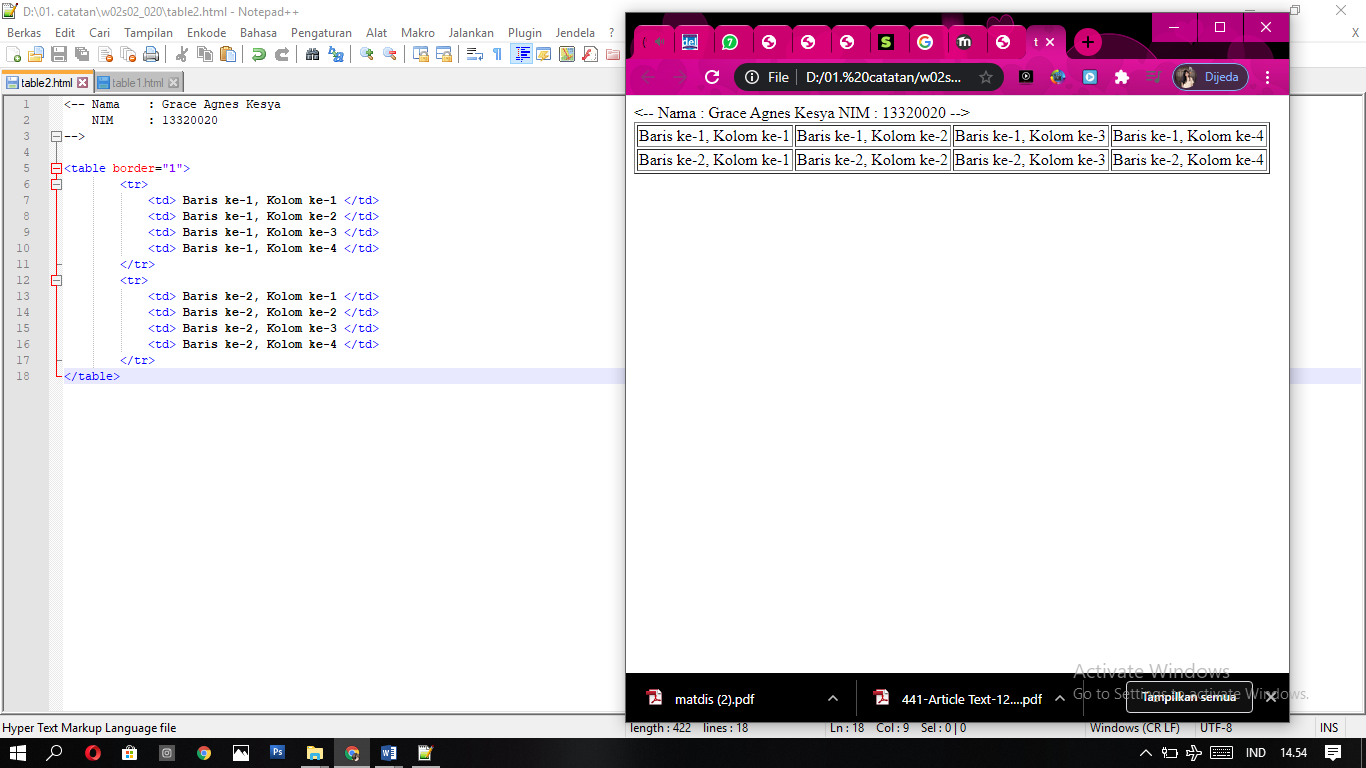 D:\01. catatan\w02s02_020\table2.html - Notepad++
Berkas Edit Cari Tampilan Enkode Bahasa Pengaturan Alat Makro Jalankan Plugin Jendela ?
X
table2.html table1.html
1 <-- Nama : Grace Agnes Kesya
2 NIM : 13320020
3 -->
4
5 <table border="1">
6 <tr>
7 <td> Baris ke-1, Kolom ke-1 </td>
8 <td> Baris ke-1, Kolom ke-2 </td>
9 <td> Baris ke-1, Kolom ke-3 </td>
10 <td> Baris ke-1, Kolom ke-4 </td>
11 </tr>
12 <tr>
13 <td> Baris ke-2, Kolom ke-1 </td>
14 <td> Baris ke-2, Kolom ke-2 </td>
15 <td> Baris ke-2, Kolom ke-3 </td>
16 <td> Baris ke-2, Kolom ke-4 </td>
17 </tr>
18 </table>
del 7 S G m t
File D:/01.%20catatan/w02s... Dijeda
<-- Nama : Grace Agnes Kesya NIM : 13320020 -->
Baris ke-1, Kolom ke-1 Baris ke-1, Kolom ke-2 Baris ke-1, Kolom ke-3 Baris ke-1, Kolom ke-4
Baris ke-2, Kolom ke-1 Baris ke-2, Kolom ke-2 Baris ke-2, Kolom ke-3 Baris ke-2, Kolom ke-4
Activate Windows
Go to Settings to activate Windows.
matdis (2).pdf 441-Article Text-12....pdf Tampilkan semua
Hyper Text Markup Language file length : 422 lines : 18 Ln : 18 Col : 9 Sel : 0 | 0 Windows (CR LF) UTF-8 INS
Ps W IND 14.54